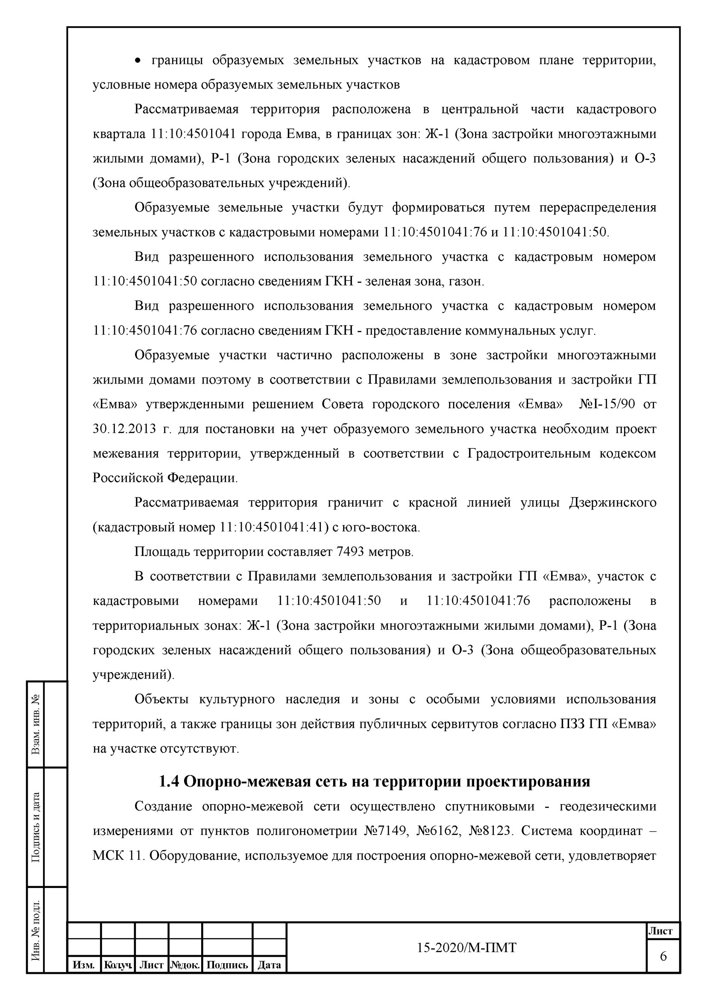 • границы образуемых земельных участков на кадастровом плане территории,
условные номера образуемых земельных участков
Рассматриваемая территория расположена в центральной части кадастрового
квартала 11:10:4501041 города Емва, в границах зон: Ж-1 (Зона застройки многоэтажными
жилыми домами), Р-1 (Зона городских зеленых насаждений общего пользования) и О-3
(Зона общеобразовательных учреждений).
Образуемые земельные участки будут формироваться путем перераспределения
земельных участков с кадастровыми номерами 11:10:4501041:76 и 11:10:4501041:50.
Вид разрешенного использования земельного участка с кадастровым номером
11:10:4501041:50 согласно сведениям ГКН - зеленая зона, газон.
Вид разрешенного использования земельного участка с кадастровым номером
11:10:4501041:76 согласно сведениям ГКН - предоставление коммунальных услуг.
Образуемые участки частично расположены в зоне застройки многоэтажными
жилыми домами поэтому в соответствии с Правилами землепользования и застройки ГП
«Емва» утвержденными решением Совета городского поселения «Емва» №I-15/90 от
30.12.2013 г. для постановки на учет образуемого земельного участка необходим проект
межевания территории, утвержденный в соответствии с Градостроительным кодексом
Российской Федерации.
Рассматриваемая территория граничит с красной линией улицы Дзержинского
(кадастровый номер 11:10:4501041:41) с юго-востока.
Площадь территории составляет 7493 метров.
В соответствии с Правилами землепользования и застройки ГП «Емва», участок с
кадастровыми номерами 11:10:4501041:50 и 11:10:4501041:76 расположены в
территориальных зонах: Ж-1 (Зона застройки многоэтажными жилыми домами), Р-1 (Зона
городских зеленых насаждений общего пользования) и О-3 (Зона общеобразовательных
учреждений).
Объекты культурного наследия и зоны с особыми условиями использования
территорий, а также границы зон действия публичных сервитутов согласно ПЗЗ ГП «Емва»
на участке отсутствуют.
1.4 Опорно-межевая сеть на территории проектирования
Создание опорно-межевой сети осуществлено спутниковыми - геодезическими
измерениями от пунктов полигонометрии №7149, №6162, №8123. Система координат –
МСК 11. Оборудование, используемое для построения опорно-межевой сети, удовлетворяет
Взам. инв. №
Подпись и дата
Инв. № подл.
Изм. Колуч. Лист №док. Подпись Дата
15-2020/М-ПМТ
Лист
6